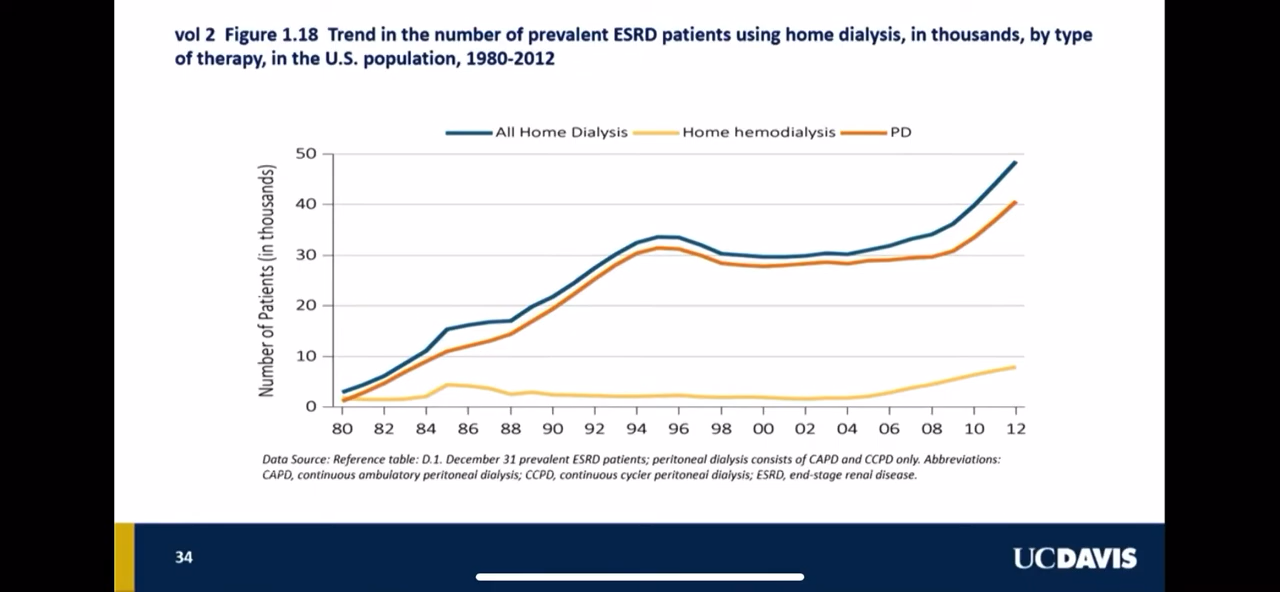 vol 2 Figure 1.18 Trend in the number of prevalent ESRD patients using home dialysis, in thousands, by type
of therapy, in the U.S. population, 1980-2012
All Home Dialysis Home hemodialysis PD
Number of Patients (in thousands)
50
40
30
20
10
0
80 82 84 86 88 90 92 94 96 98 00 02 04 06 08 10 12
Data Source: Reference table: D.1. December 31 prevalent ESRD patients; peritoneal dialysis consists of CAPD and CCPD only. Abbreviations:
CAPD, continuous ambulatory peritoneal dialysis; CCPD, continuous cycler peritoneal dialysis; ESRD, end-stage renal disease.
34
UCDAVIS